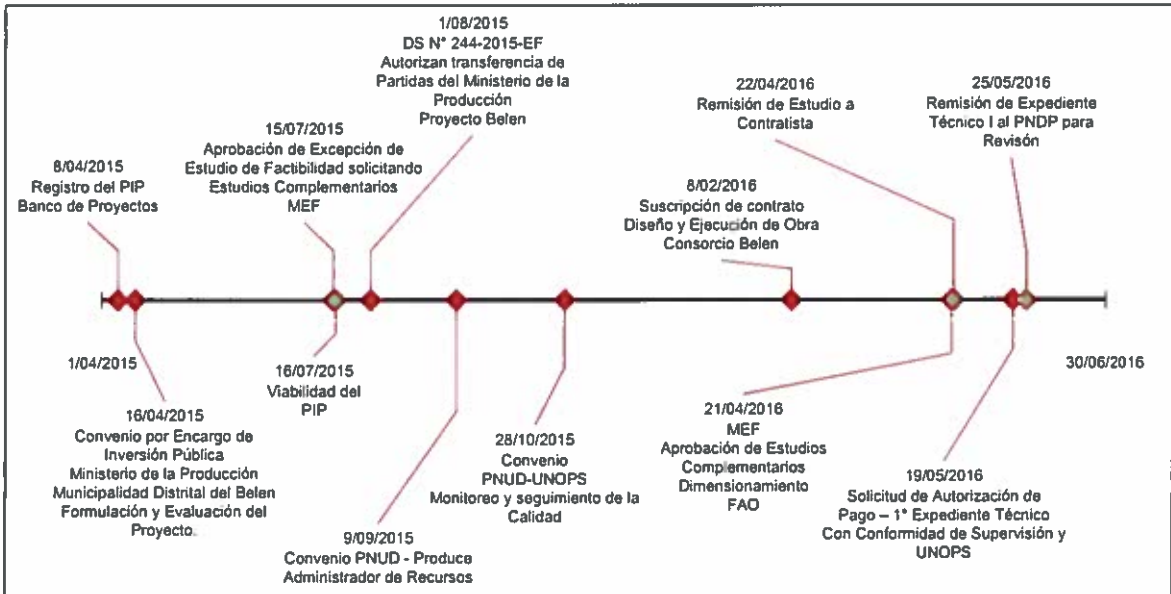 1/08/2015
DS N° 244-2015-EF
Autorizan transferencia de
Partidas del Ministerio de la
Producción
Proyecto Belen
22/04/2016
Remisión de Estudio a
Contratista
25/05/2016
Remisión de Expediente
Técnico I al PNDP para
Revisón
15/07/2015
Aprobación de Excepción de
Estudio de Factibilidad solicitando
Estudios Complementarios
MEF
8/04/2015
Registro del PIP
Banco de Proyectos
8/02/2016
Suscripción de contrato
Diseño y Ejecución de Obra
Consorcio Belen
1/04/2015
30/06/2016
16/04/2015
Convenio por Encargo de
Inversión Pública
Ministerio de la Producción
Municipalidad Distrital del Belen
Formulación y Evaluación del
Proyecto.
16/07/2015
Viabilidad del
PIP
9/09/2015
Convenio PNUD - Produce
Administrador de Recursos
28/10/2015
Convenio
PNUD-UNOPS
Monitoreo y seguimiento de la
Calidad
21/04/2016
MEF
Aprobación de Estudios
Complementarios
Dimensionamiento
FAO
19/05/2016
Solicitud de Autorización de
Pago – 1° Expediente Técnico
Con Conformidad de Supervisión y
UNOPS